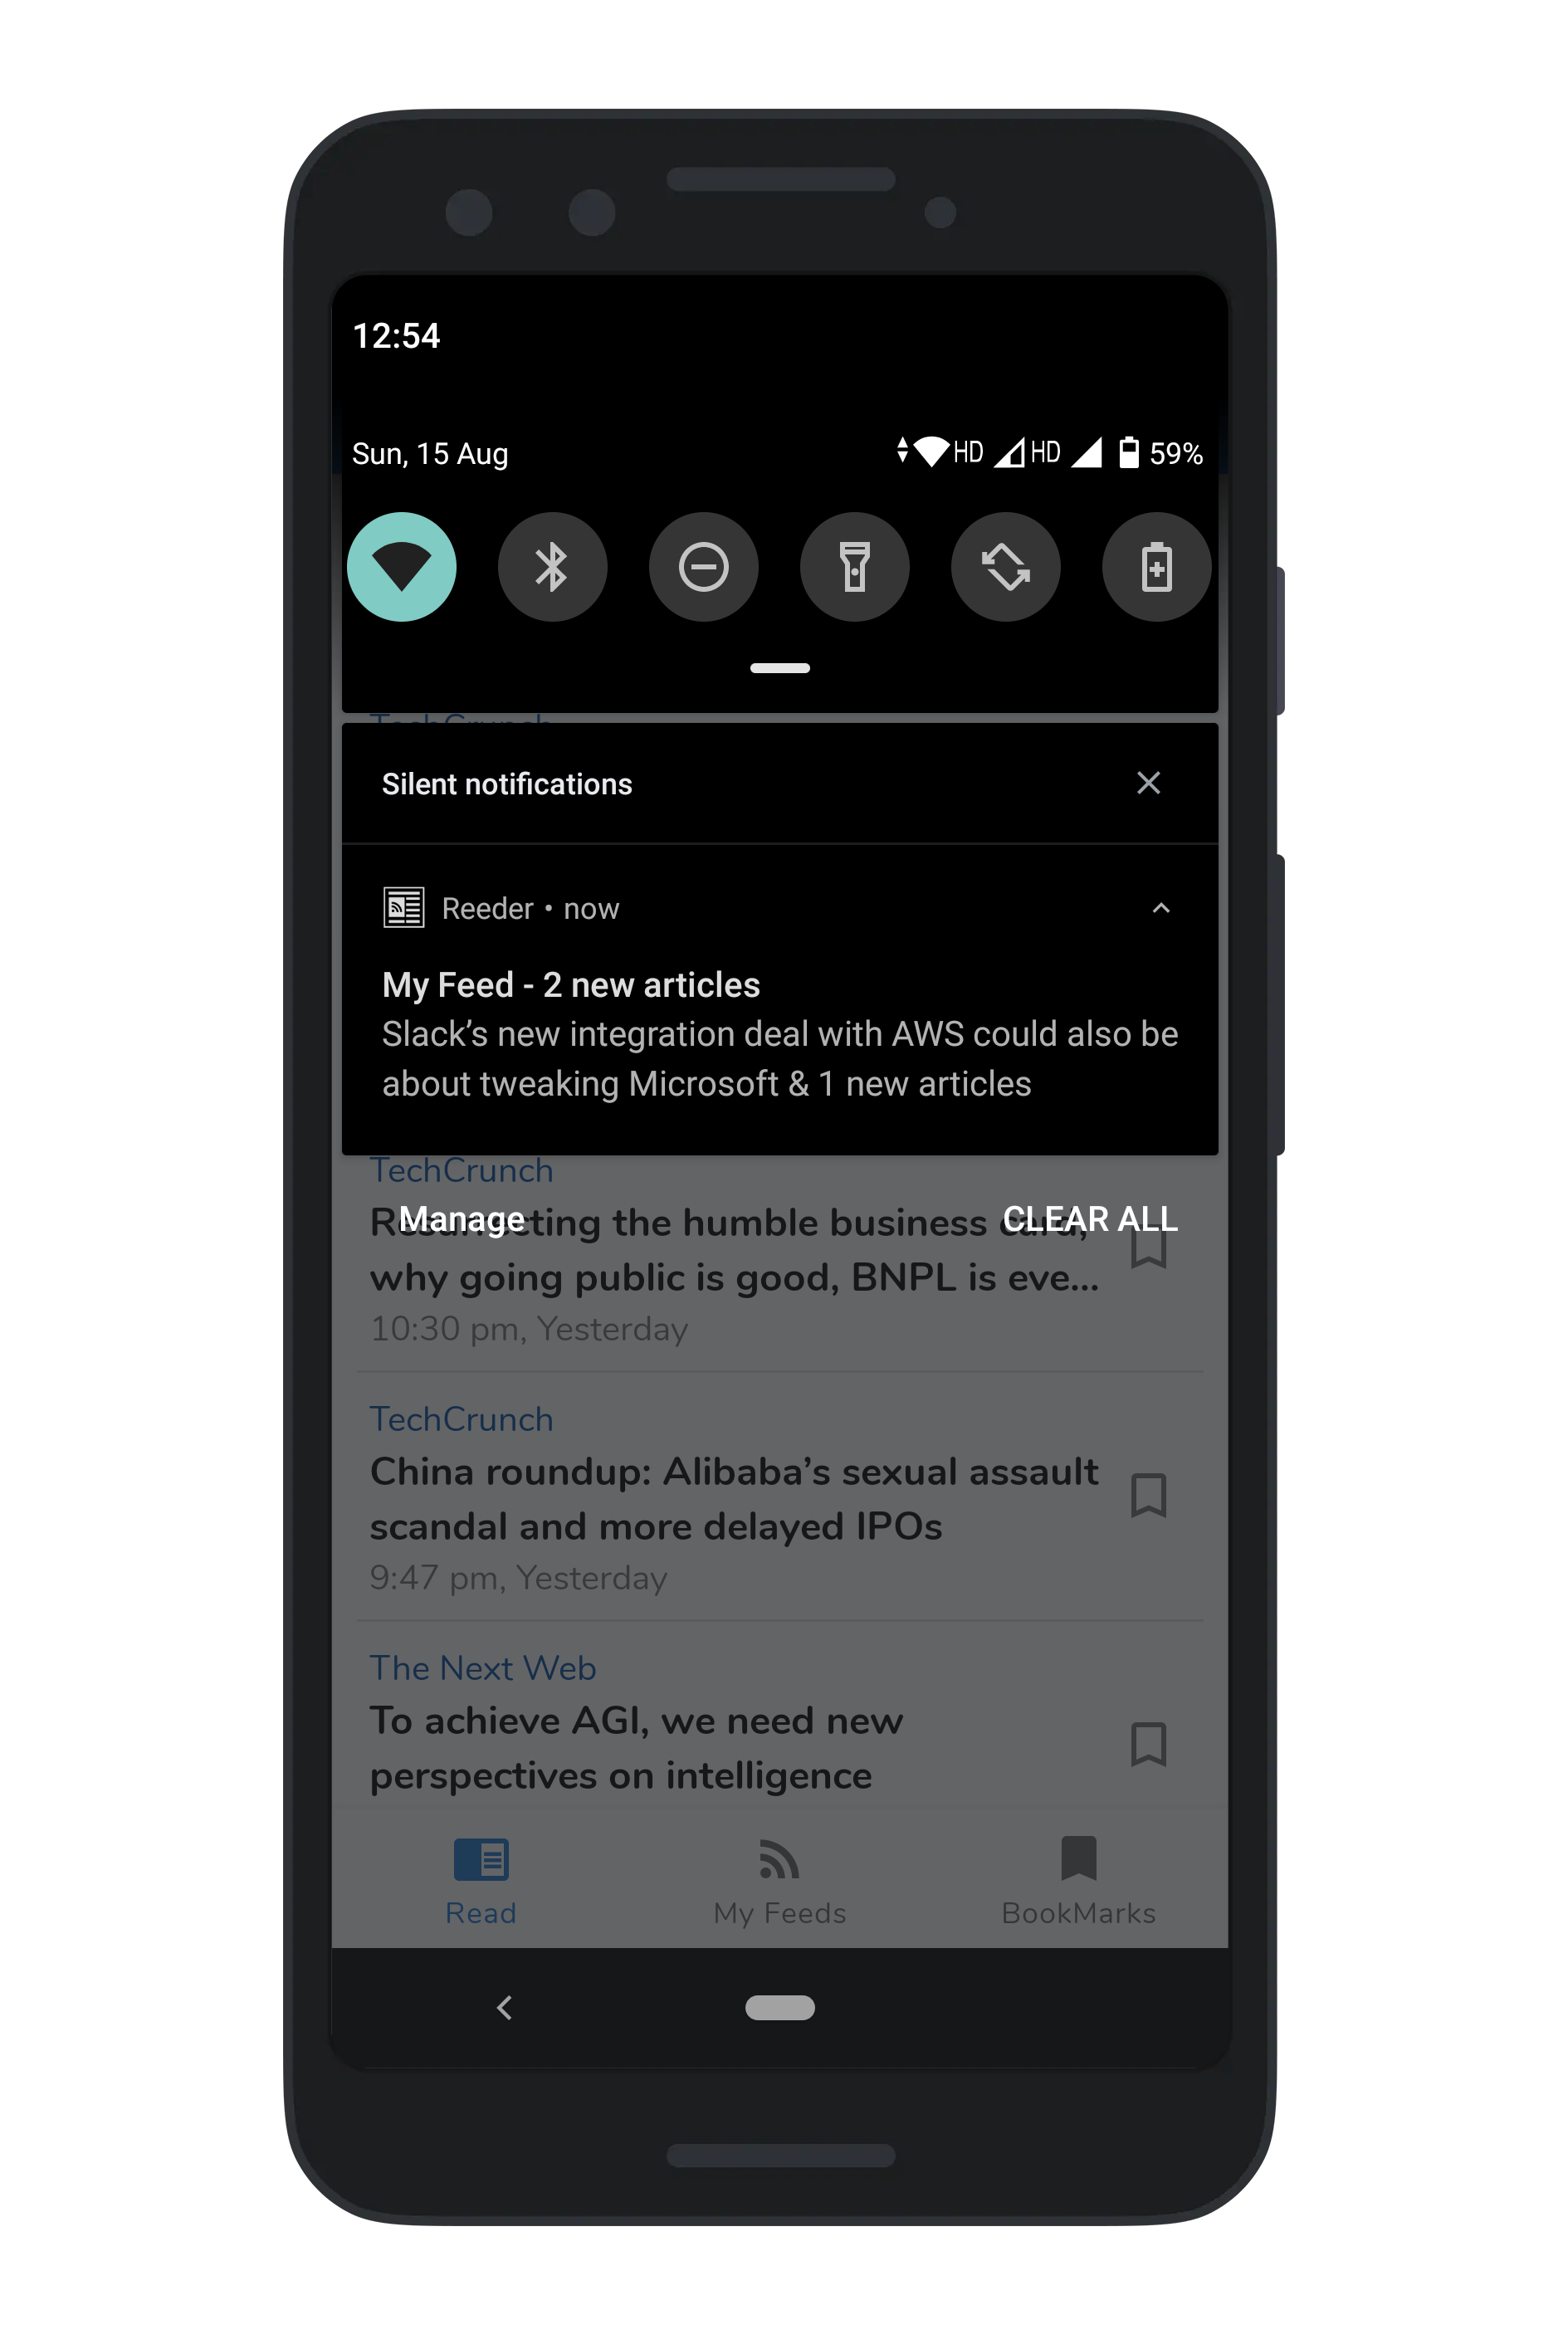 12:54
Sun, 15 Aug HD HD 59%
TechCrunch
Silent notifications
Reeder • now
My Feed - 2 new articles
Slack’s new integration deal with AWS could also be
about tweaking Microsoft & 1 new articles
TechCrunch
Manage CLEAR ALL
Resurrecting the humble business card,
why going public is good, BNPL is eve...
10:30 pm, Yesterday
TechCrunch
China roundup: Alibaba’s sexual assault
scandal and more delayed IPOs
9:47 pm, Yesterday
The Next Web
To achieve AGI, we need new
perspectives on intelligence
Read My Feeds BookMarks